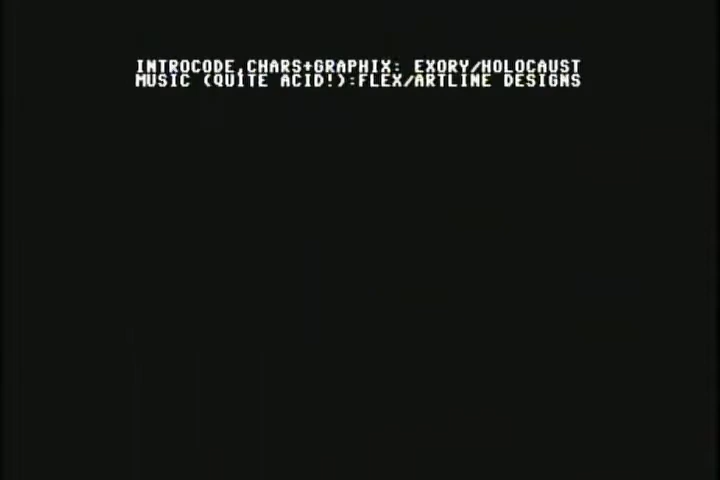 INTROCODE,CHARS+GRAPHIX: EXORY/HOLOCAUST
MUSIC (QUITE ACID!):FLEX/ARTLINE DESIGNS